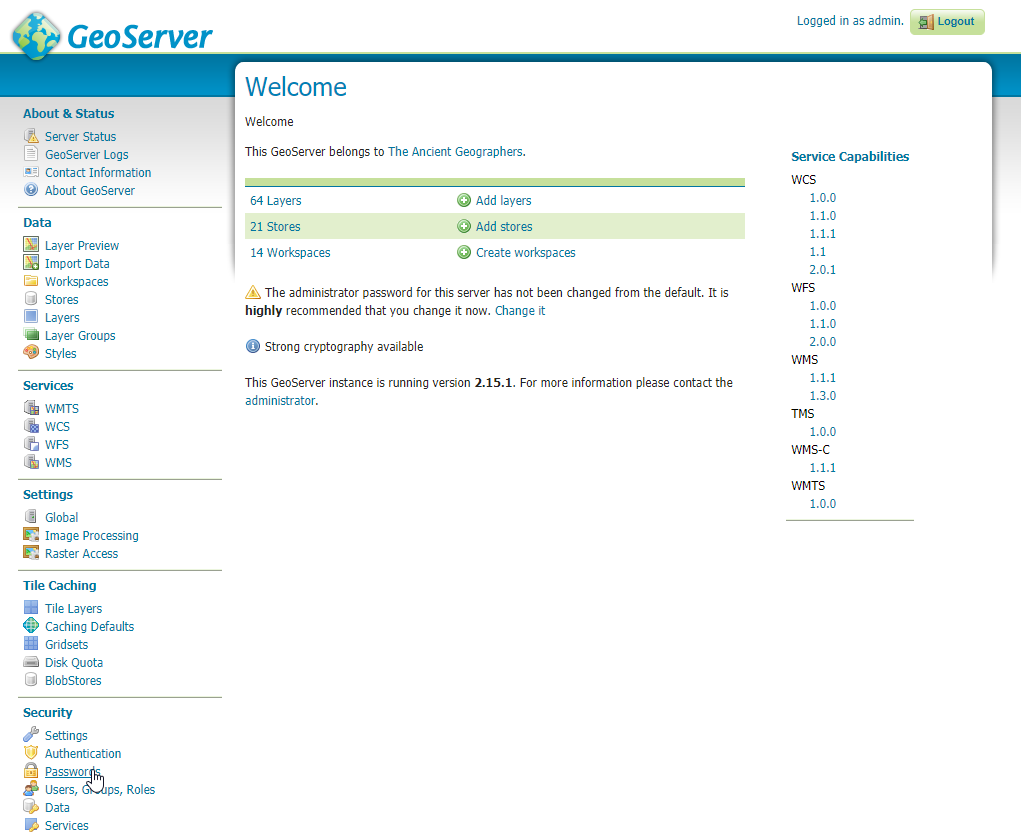 GeoServer
Logged in as admin.
Logout
About & Status
Server Status
GeoServer Logs
Contact Information
About GeoServer
Data
Layer Preview
Import Data
Workspaces
Stores
Layers
Layer Groups
Styles
Services
WMTS
WCS
WFS
WMS
Settings
Global
Image Processing
Raster Access
Tile Caching
Tile Layers
Caching Defaults
Gridsets
Disk Quota
BlobStores
Security
Settings
Authentication
Passwords
Users, Groups, Roles
Data
Services
Welcome
Welcome
This GeoServer belongs to The Ancient Geographers.
64 Layers Add layers
21 Stores Add stores
14 Workspaces Create workspaces
The administrator password for this server has not been changed from the default. It is
highly recommended that you change it now. Change it
Strong cryptography available
This GeoServer instance is running version 2.15.1. For more information please contact the
administrator.
Service Capabilities
WCS
1.0.0
1.1.0
1.1.1
1.1
2.0.1
WFS
1.0.0
1.1.0
2.0.0
WMS
1.1.1
1.3.0
TMS
1.0.0
WMS-C
1.1.1
WMTS
1.0.0